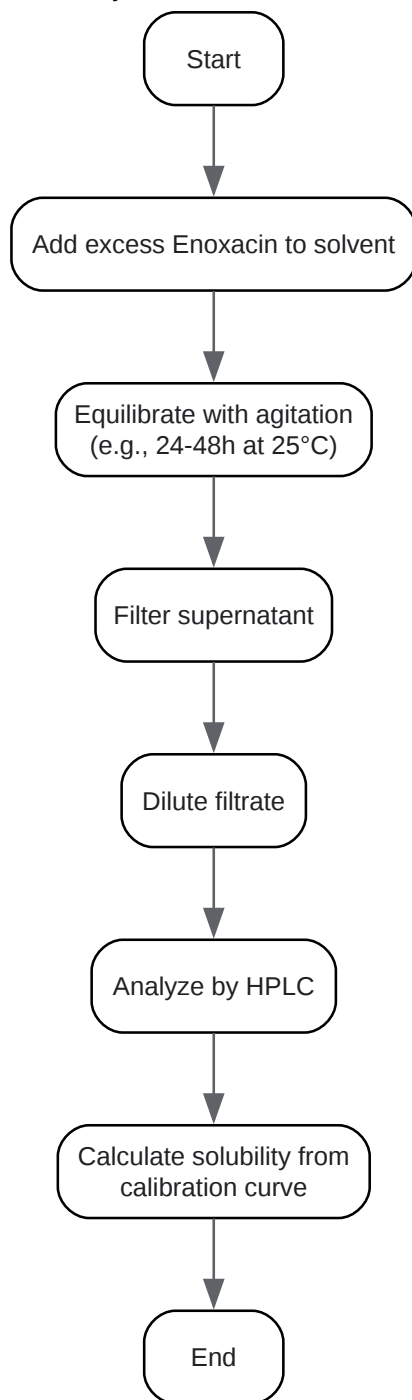 Start
Add excess Enoxacin to solvent
Equilibrate with agitation
(e.g., 24-48h at 25°C)
Filter supernatant
Dilute filtrate
Analyze by HPLC
Calculate solubility from
calibration curve
End